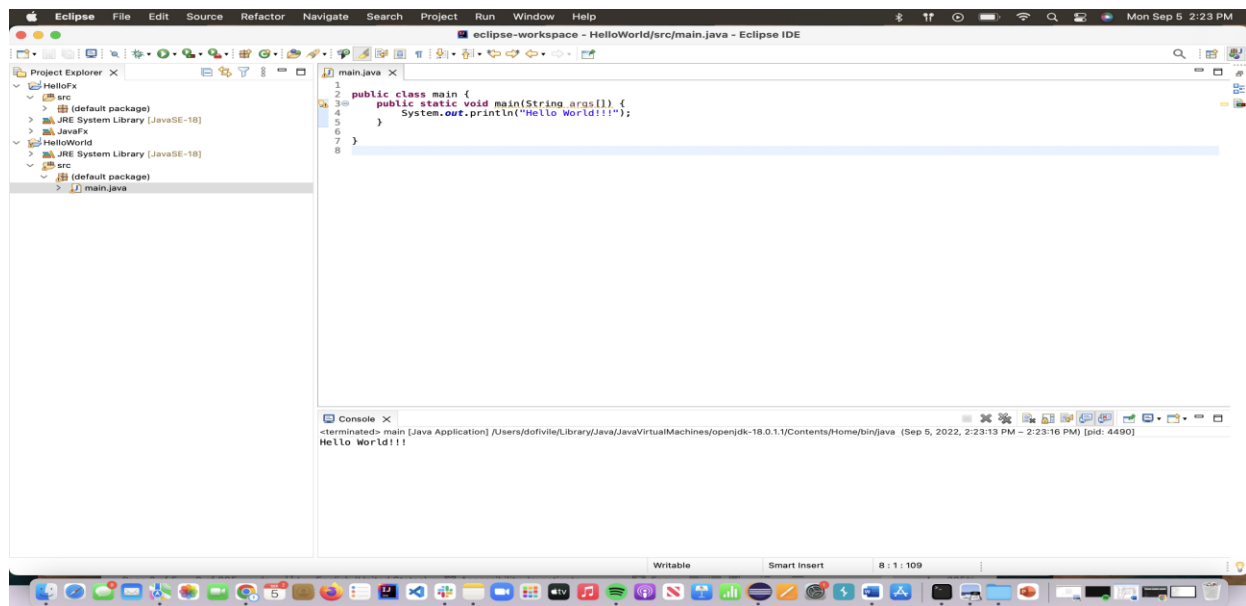 Eclipse File Edit Source Refactor Navigate Search Project Run Window Help Mon Sep 5 2:23 PM
eclipse-workspace - HelloWorld/src/main.java - Eclipse IDE
Project Explorer
HelloFx
src
(default package)
JRE System Library [JavaSE-18]
JavaFx
HelloWorld
JRE System Library [JavaSE-18]
src
(default package)
main.java
main.java
1
2 public class main {
3 public static void main(String args[]) {
4 System.out.println("Hello World!!!");
5 }
6
7 }
8
Console
<terminated> main [Java Application] /Users/dofivile/Library/Java/JavaVirtualMachines/openjdk-18.0.1.1/Contents/Home/bin/java (Sep 5, 2022, 2:23:13 PM – 2:23:16 PM) [pid: 4490]
Hello World!!!
Writable Smart Insert 8 : 1 : 109
5
tv